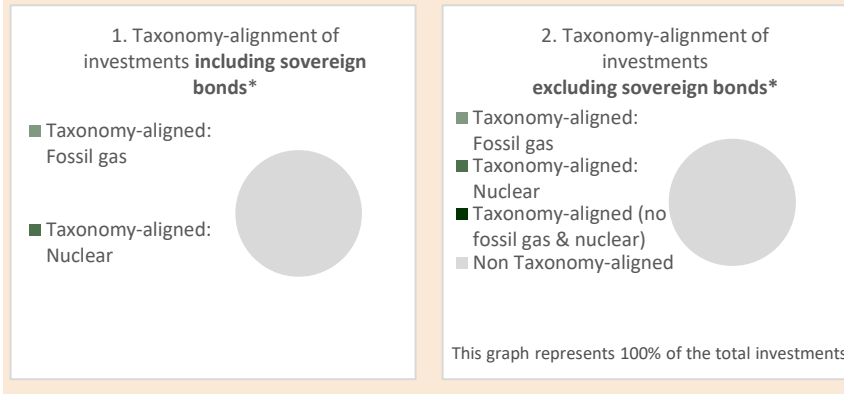 1. Taxonomy-alignment of
investments including sovereign
bonds*
Taxonomy-aligned:
Fossil gas
Taxonomy-aligned:
Nuclear
2. Taxonomy-alignment of
investments
excluding sovereign bonds*
Taxonomy-aligned:
Fossil gas
Taxonomy-aligned:
Nuclear
Taxonomy-aligned (no
fossil gas & nuclear)
Non Taxonomy-aligned
This graph represents 100% of the total investments